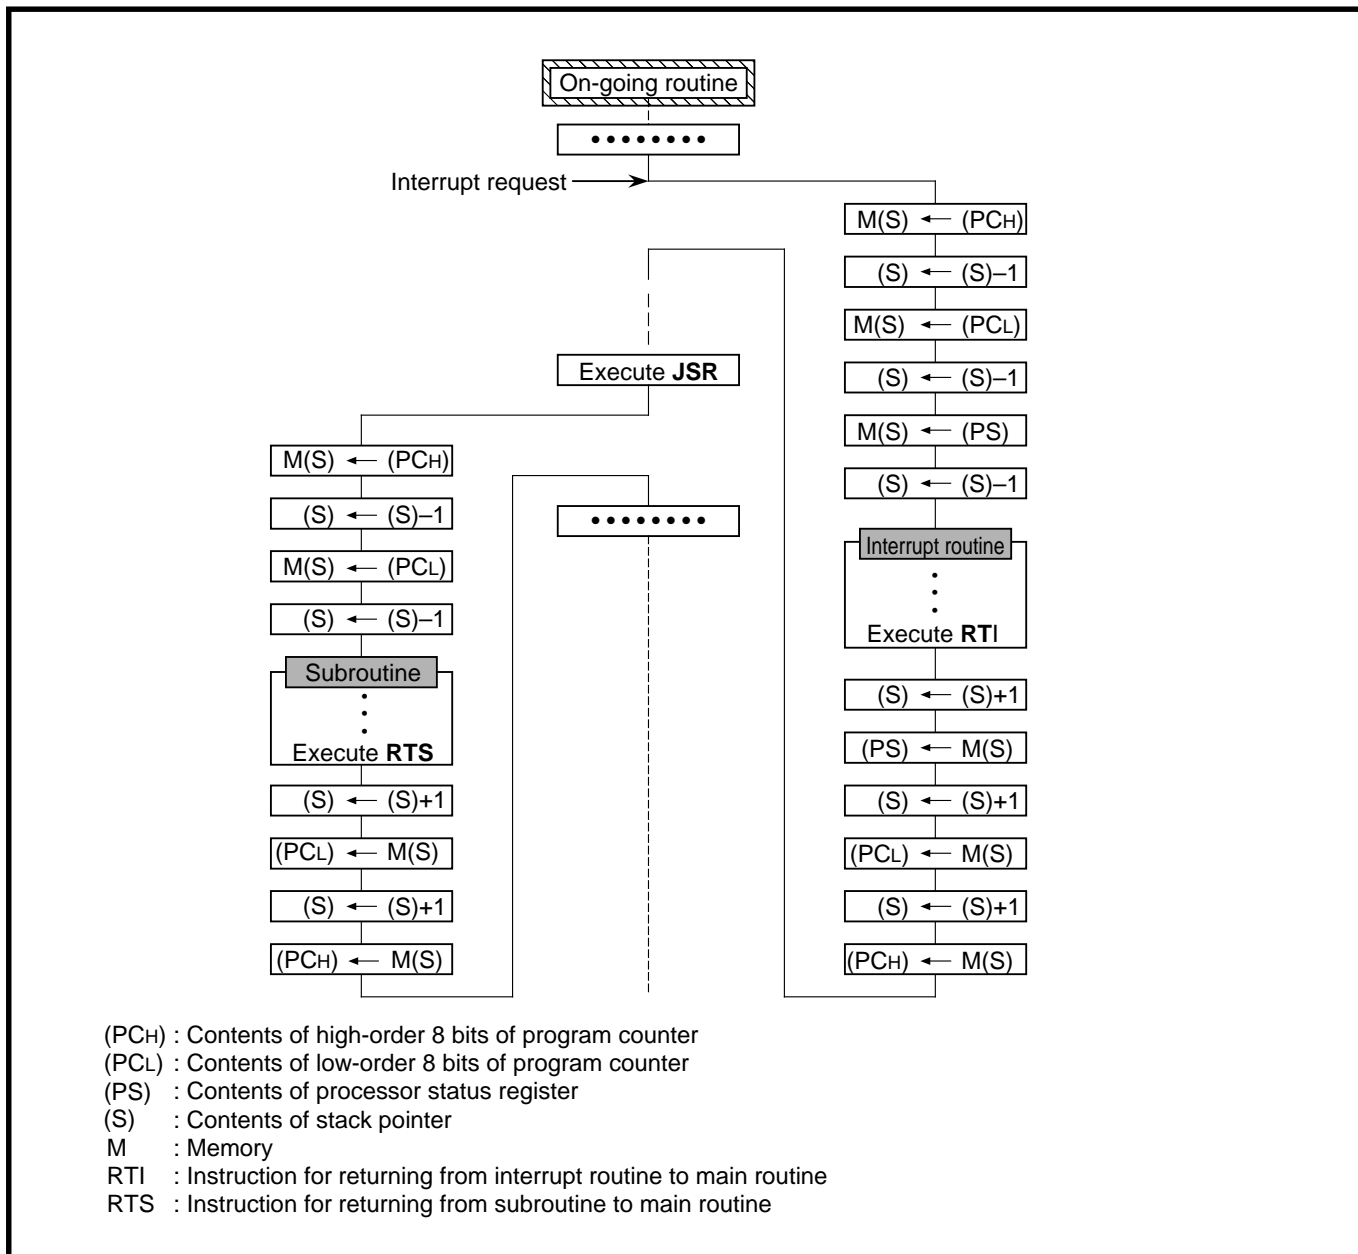 On-going routine
• • • • • • • •
Interrupt request
M(S) ← (PCH)
(S) ← (S)–1
M(S) ← (PCL)
(S) ← (S)–1
M(S) ← (PS)
(S) ← (S)–1
Interrupt routine
•
•
•
Execute RTI
(S) ← (S)+1
(PS) ← M(S)
(S) ← (S)+1
(PCL) ← M(S)
(S) ← (S)+1
(PCH) ← M(S)
Execute JSR
M(S) ← (PCH)
(S) ← (S)–1
M(S) ← (PCL)
(S) ← (S)–1
Subroutine
•
•
•
Execute RTS
(S) ← (S)+1
(PCL) ← M(S)
(S) ← (S)+1
(PCH) ← M(S)
• • • • • • • •
(PCH) : Contents of high-order 8 bits of program counter
(PCL) : Contents of low-order 8 bits of program counter
(PS) : Contents of processor status register
(S) : Contents of stack pointer
M : Memory
RTI : Instruction for returning from interrupt routine to main routine
RTS : Instruction for returning from subroutine to main routine